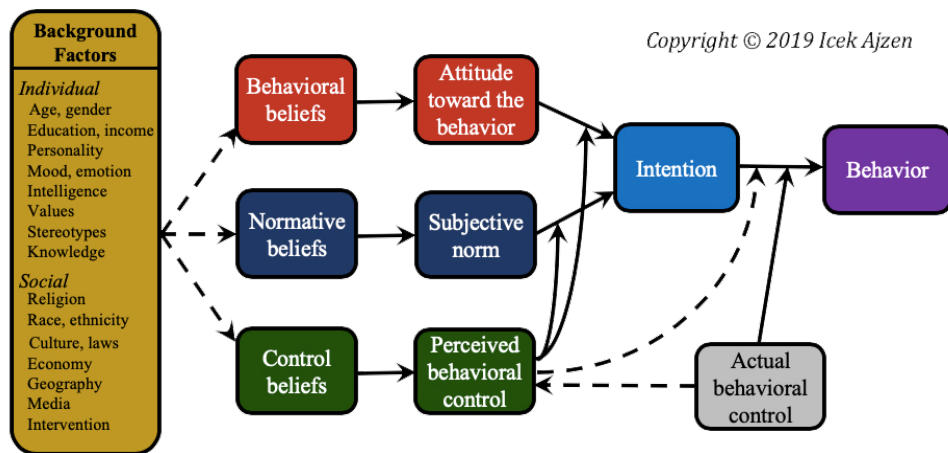 Background
Factors
Individual
Age, gender
Education, income
Personality
Mood, emotion
Intelligence
Values
Stereotypes
Knowledge
Social
Religion
Race, ethnicity
Culture, laws
Economy
Geography
Media
Intervention
Behavioral
beliefs
Normative
beliefs
Control
beliefs
Attitude
toward the
behavior
Subjective
norm
Perceived
behavioral
control
Copyright © 2019 Icek Ajzen
Intention
Behavior
Actual
behavioral
control